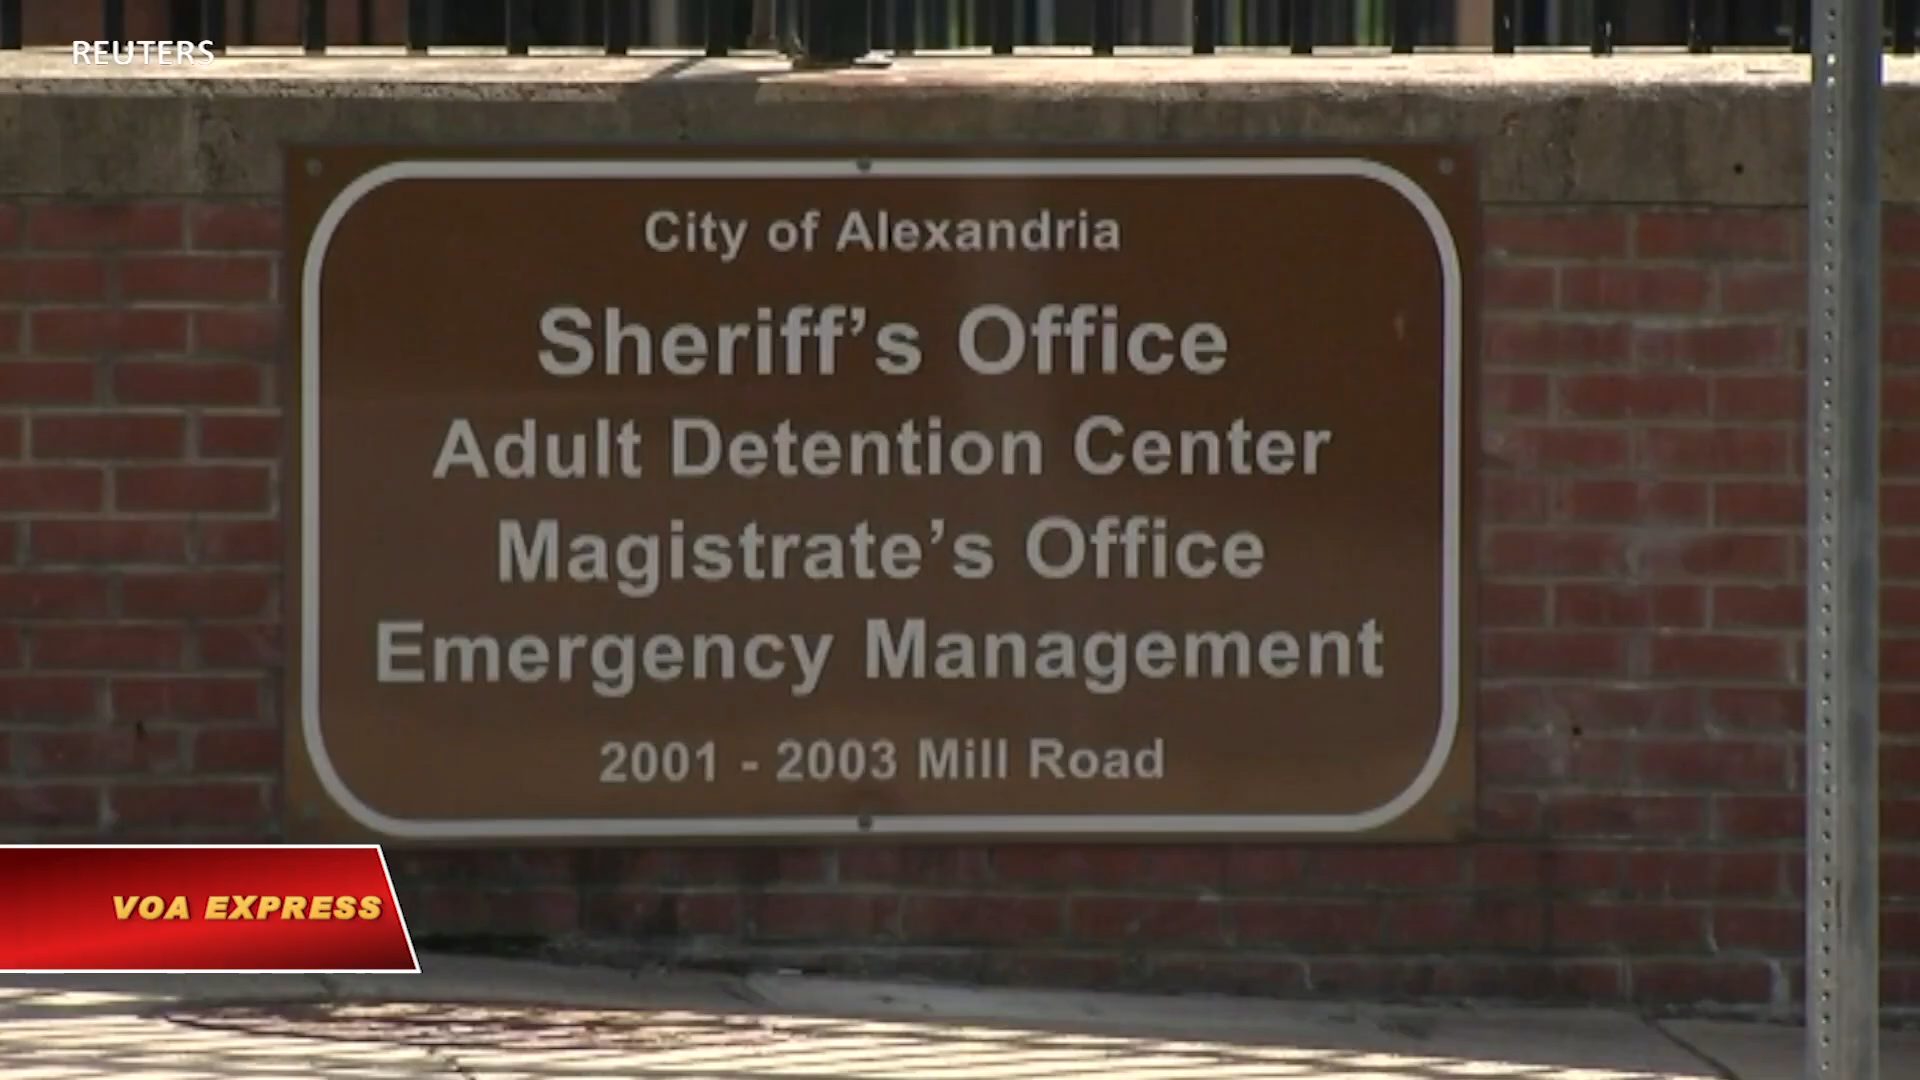 REUTERS
City of Alexandria
Sheriff’s Office
Adult Detention Center
Magistrate’s Office
Emergency Management
2001 - 2003 Mill Road
VOA EXPRESS